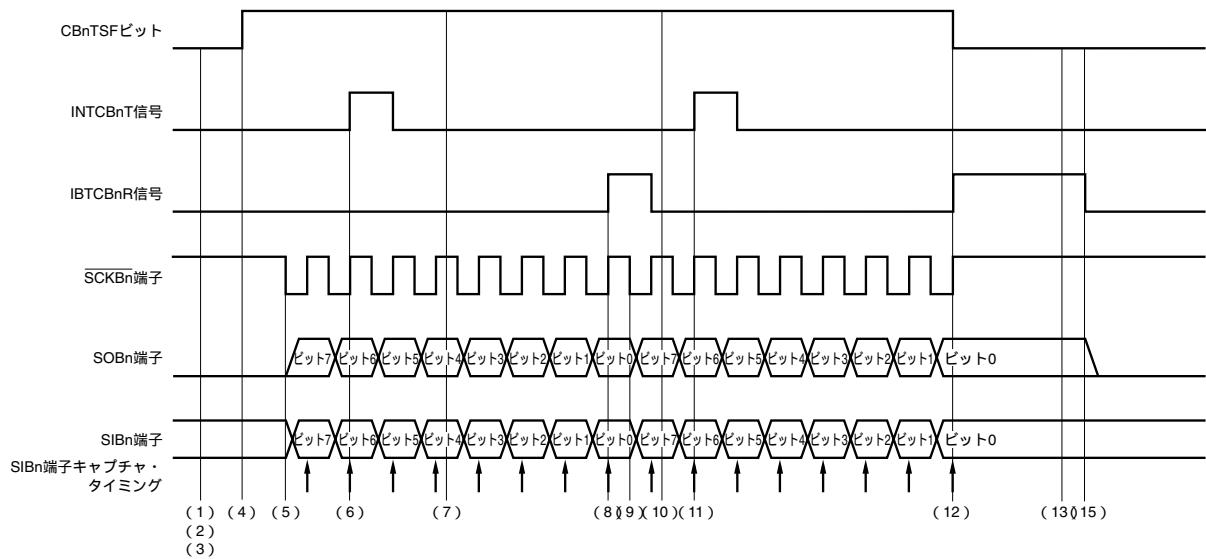 CBnTSFビット
INTCBnT信号
IBTCBnR信号
SCKBn端子
SOBn端子
ビット7 ビット6 ビット5 ビット4 ビット3 ビット2 ビット1 ビット0 ビット7 ビット6 ビット5 ビット4 ビット3 ビット2 ビット1 ビット0
SIBn端子
ビット7 ビット6 ビット5 ビット4 ビット3 ビット2 ビット1 ビット0 ビット7 ビット6 ビット5 ビット4 ビット3 ビット2 ビット1 ビット0
SIBn端子キャプチャ・
タイミング
(1) (4) (5) (6) (7) (8)(9)(10)(11) (12) (13)(15)
(2)
(3)